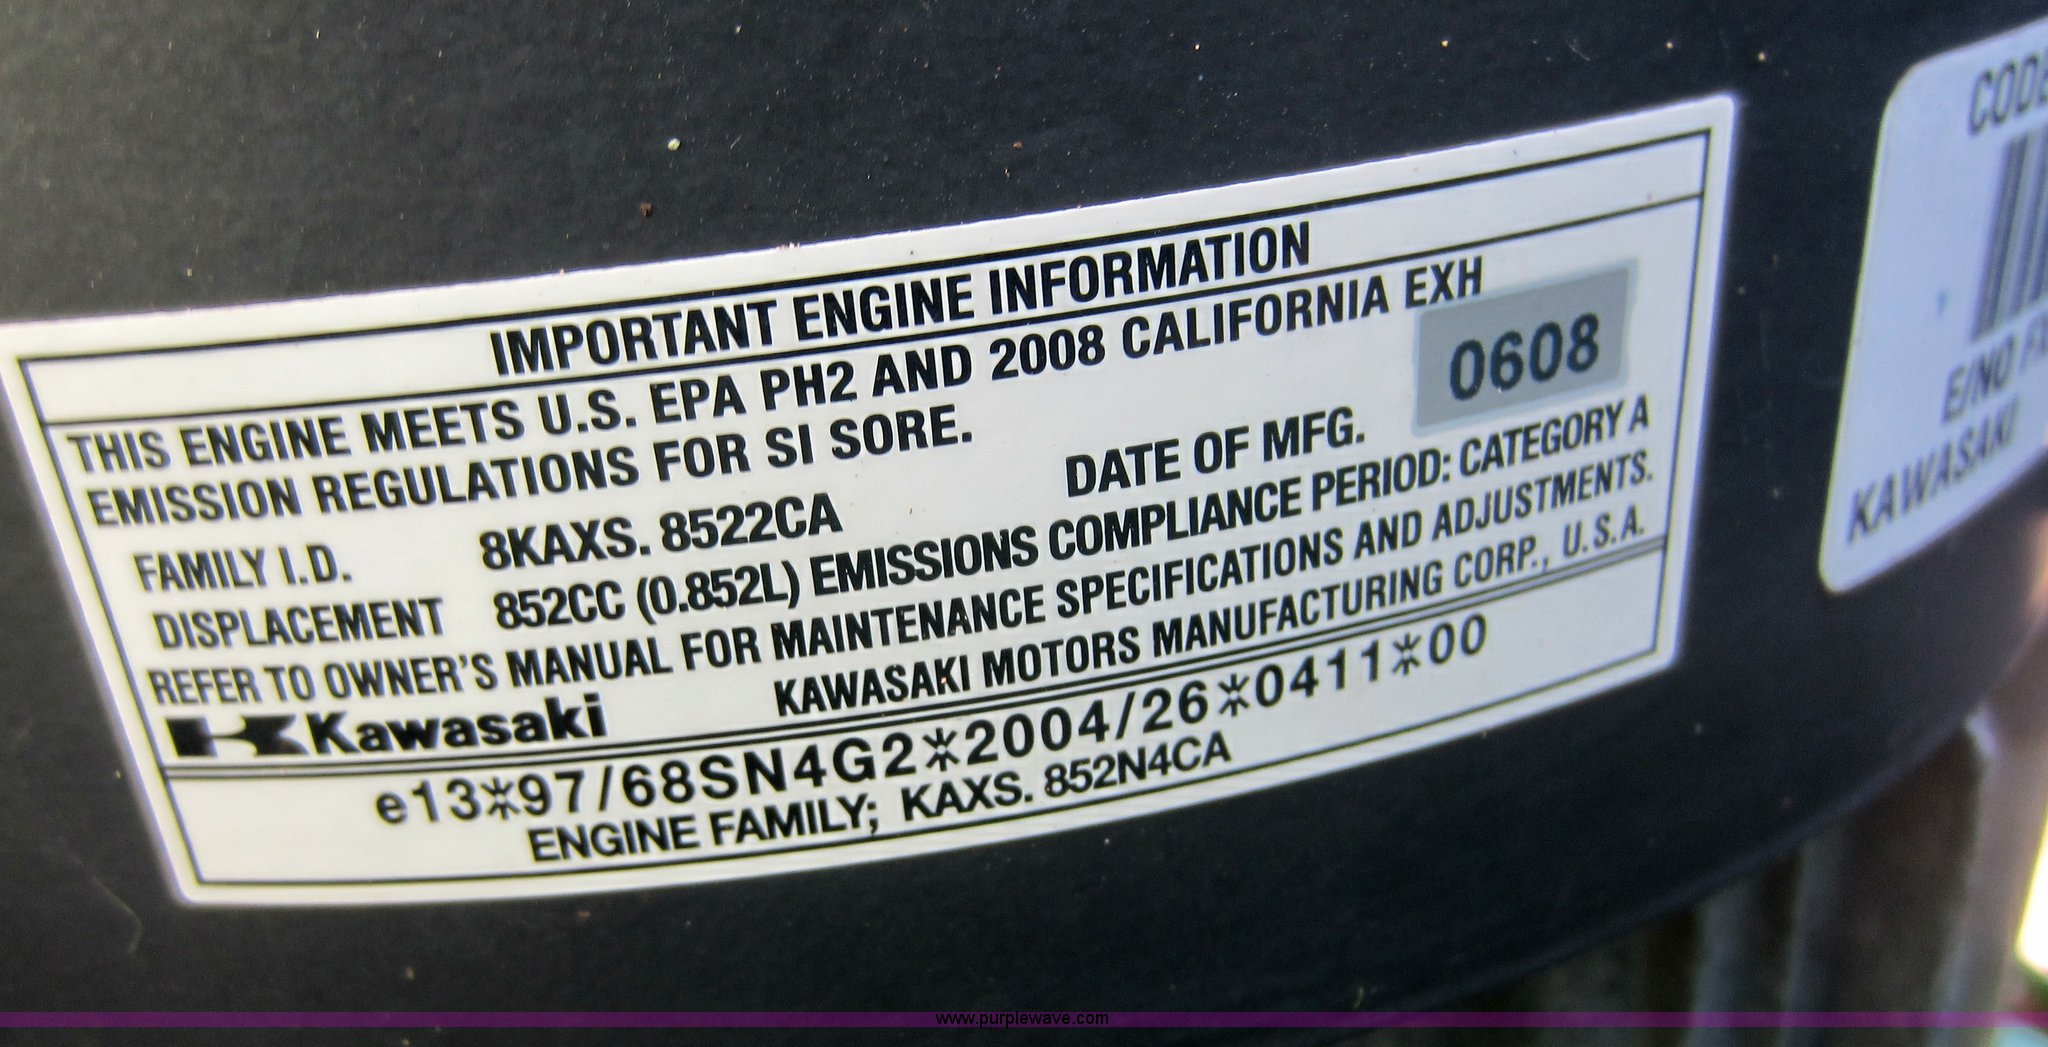 IMPORTANT ENGINE INFORMATION
THIS ENGINE MEETS U.S. EPA PH2 AND 2008 CALIFORNIA EXH
EMISSION REGULATIONS FOR SI SORE.
DATE OF MFG. 0608
FAMILY I.D. 8KAXS. 8522CA
DISPLACEMENT 852CC (0.852L) EMISSIONS COMPLIANCE PERIOD: CATEGORY A
REFER TO OWNER'S MANUAL FOR MAINTENANCE SPECIFICATIONS AND ADJUSTMENTS.
Kawasaki KAWASAKI MOTORS MANUFACTURING CORP., U.S.A.
e13*97/68SN4G2*2004/26*0411*00
ENGINE FAMILY; KAXS. 852N4CA
CODE
E/NO
KAWASAKI
www.purplewave.com